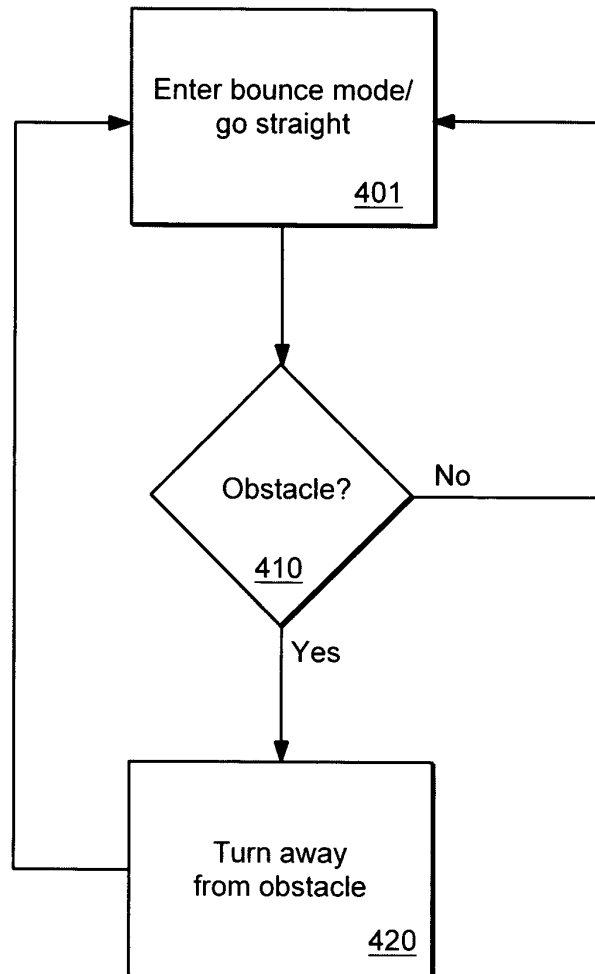 Enter bounce mode/
go straight
401
Obstacle?
No
410
Yes
Turn away
from obstacle
420